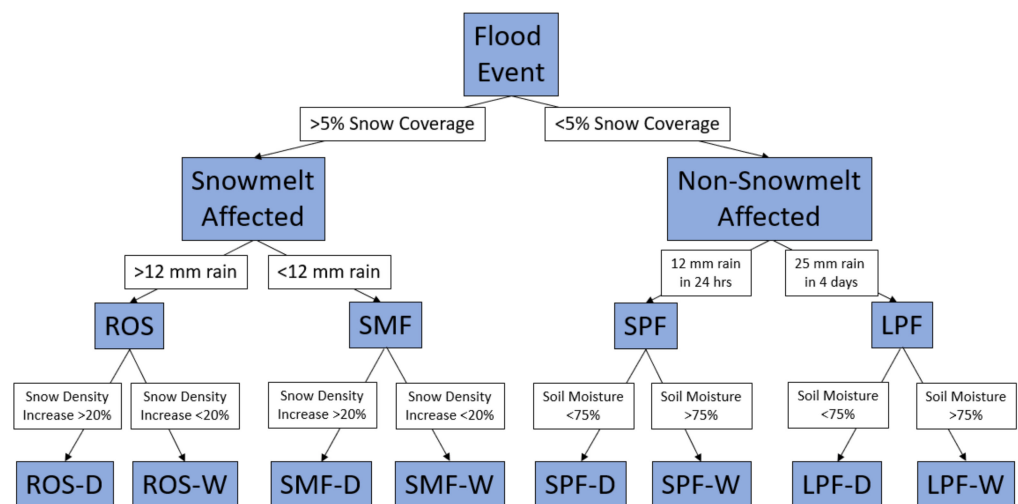 Flood
Event
>5% Snow Coverage
<5% Snow Coverage
Snowmelt
Affected
Non-Snowmelt
Affected
>12 mm rain
<12 mm rain
12 mm rain
in 24 hrs
25 mm rain
in 4 days
ROS
SMF
SPF
LPF
Snow Density
Increase >20%
Snow Density
Increase <20%
Snow Density
Increase >20%
Snow Density
Increase <20%
Soil Moisture
<75%
Soil Moisture
>75%
Soil Moisture
<75%
Soil Moisture
>75%
ROS-D
ROS-W
SMF-D
SMF-W
SPF-D
SPF-W
LPF-D
LPF-W